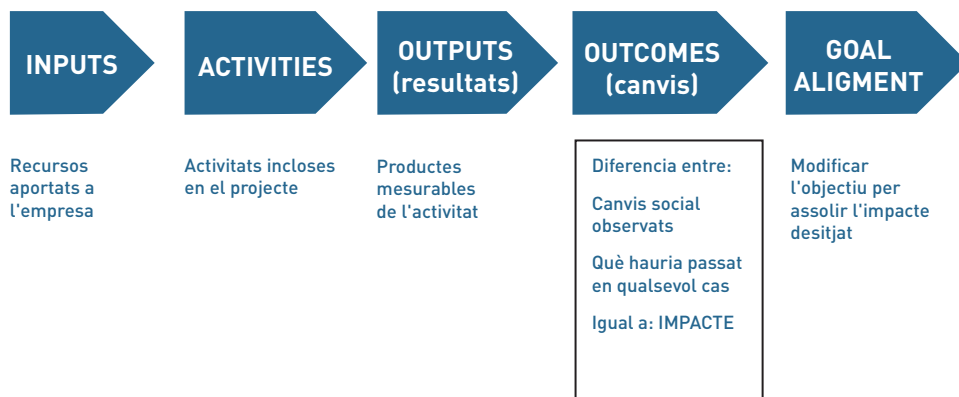 INPUTS
ACTIVITIES
OUTPUTS
(resultats)
OUTCOMES
(canvis)
GOAL
ALIGMENT
Recursos
aportats a
l'empresa
Activitats incloses
en el projecte
Productes
mesurables
de l'activitat
Diferencia entre:
Canvis social
observats
Què hauria passat
en qualsevol cas
Igual a: IMPACTE
Modificar
l'objectiu per
assolir l'impacte
desitjat